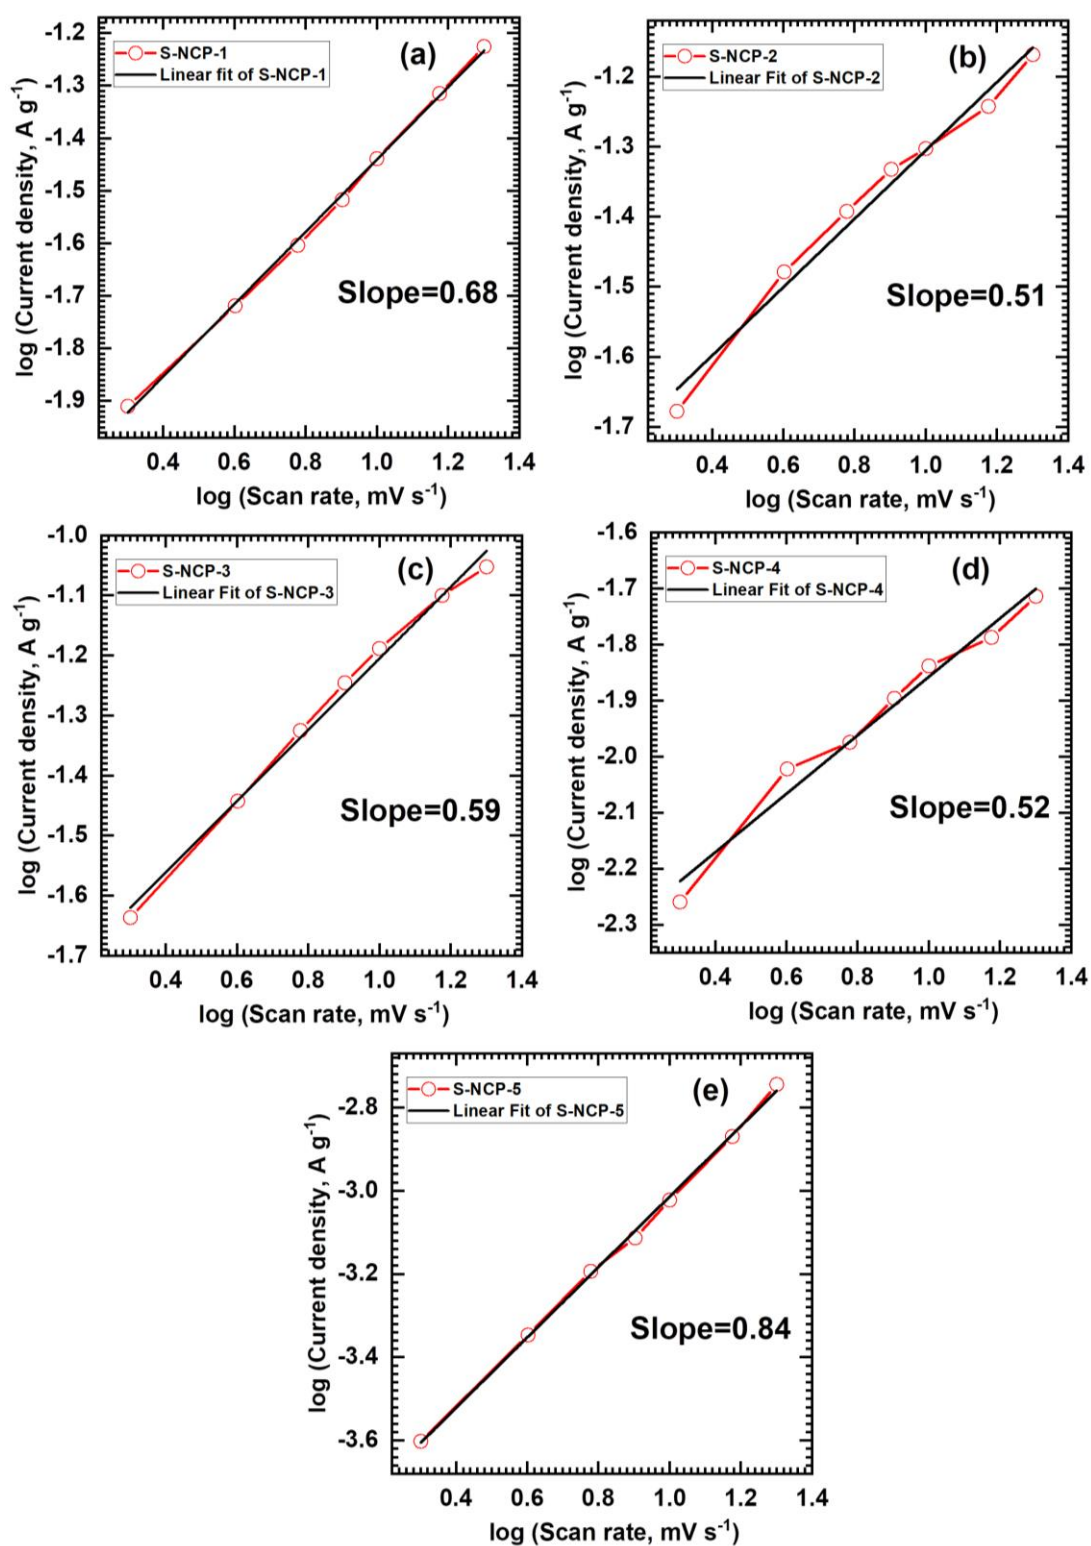 (a)
S-NCP-1
Linear fit of S-NCP-1
Slope=0.68
log (Current density, A g⁻¹)
-1.2
-1.3
-1.4
-1.5
-1.6
-1.7
-1.8
-1.9
0.4 0.6 0.8 1.0 1.2 1.4
log (Scan rate, mV s⁻¹)
(b)
S-NCP-2
Linear Fit of S-NCP-2
Slope=0.51
log (Current density, A g⁻¹)
-1.2
-1.3
-1.4
-1.5
-1.6
-1.7
0.4 0.6 0.8 1.0 1.2 1.4
log (Scan rate, mV s⁻¹)
(c)
S-NCP-3
Linear Fit of S-NCP-3
Slope=0.59
log (Current density, A g⁻¹)
-1.0
-1.1
-1.2
-1.3
-1.4
-1.5
-1.6
-1.7
0.4 0.6 0.8 1.0 1.2 1.4
log (Scan rate, mV s⁻¹)
(d)
S-NCP-4
Linear Fit of S-NCP-4
Slope=0.52
log (Current density, A g⁻¹)
-1.6
-1.7
-1.8
-1.9
-2.0
-2.1
-2.2
-2.3
0.4 0.6 0.8 1.0 1.2 1.4
log (Scan rate, mV s⁻¹)
(e)
S-NCP-5
Linear Fit of S-NCP-5
Slope=0.84
log (Current density, A g⁻¹)
-2.8
-3.0
-3.2
-3.4
-3.6
0.4 0.6 0.8 1.0 1.2 1.4
log (Scan rate, mV s⁻¹)